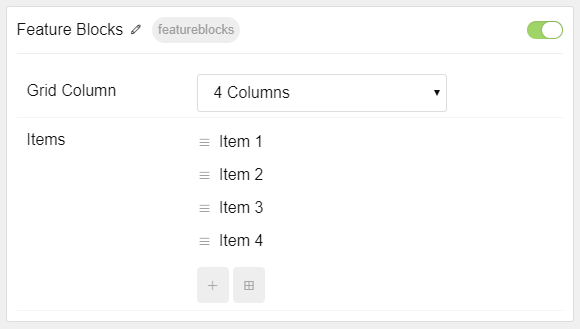 Feature Blocks featureblocks
Grid Column 4 Columns
Items
Item 1
Item 2
Item 3
Item 4